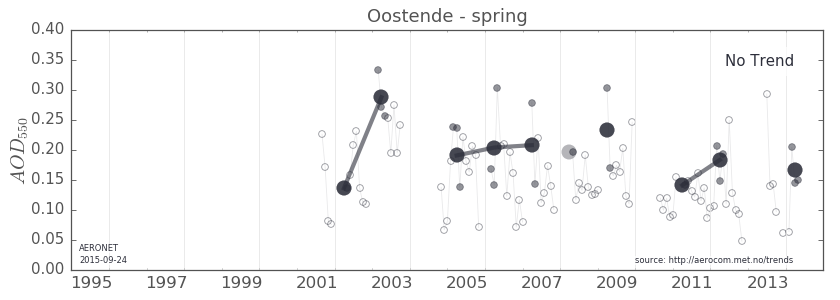 Oostende - spring
0.40
0.35
0.30
0.25
0.20
0.15
0.10
0.05
0.00
AOD550
No Trend
AERONET
2015-09-24
source: http://aerocom.met.no/trends
1995 1997 1999 2001 2003 2005 2007 2009 2011 2013